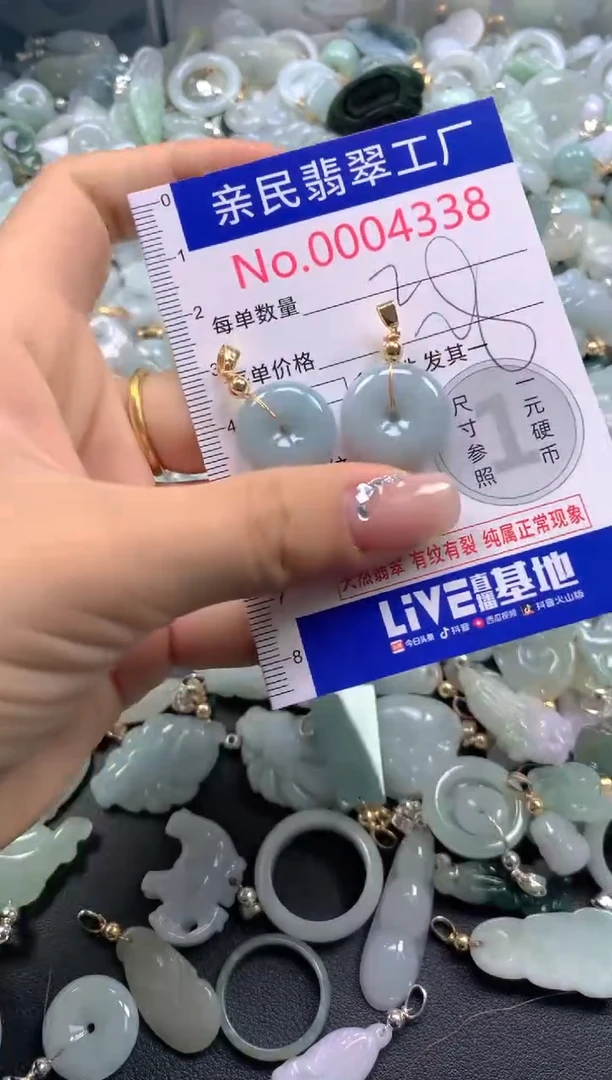 亲民翡翠工厂
No.0004338
每单数量 28
单价格
发其一
尺寸参照
1
一元硬币
天然翡翠 有纹有裂 纯属正常现象
LiVE直播基地
今日头条 抖音 西瓜视频 抖音火山版
0
1
2
3
4
8